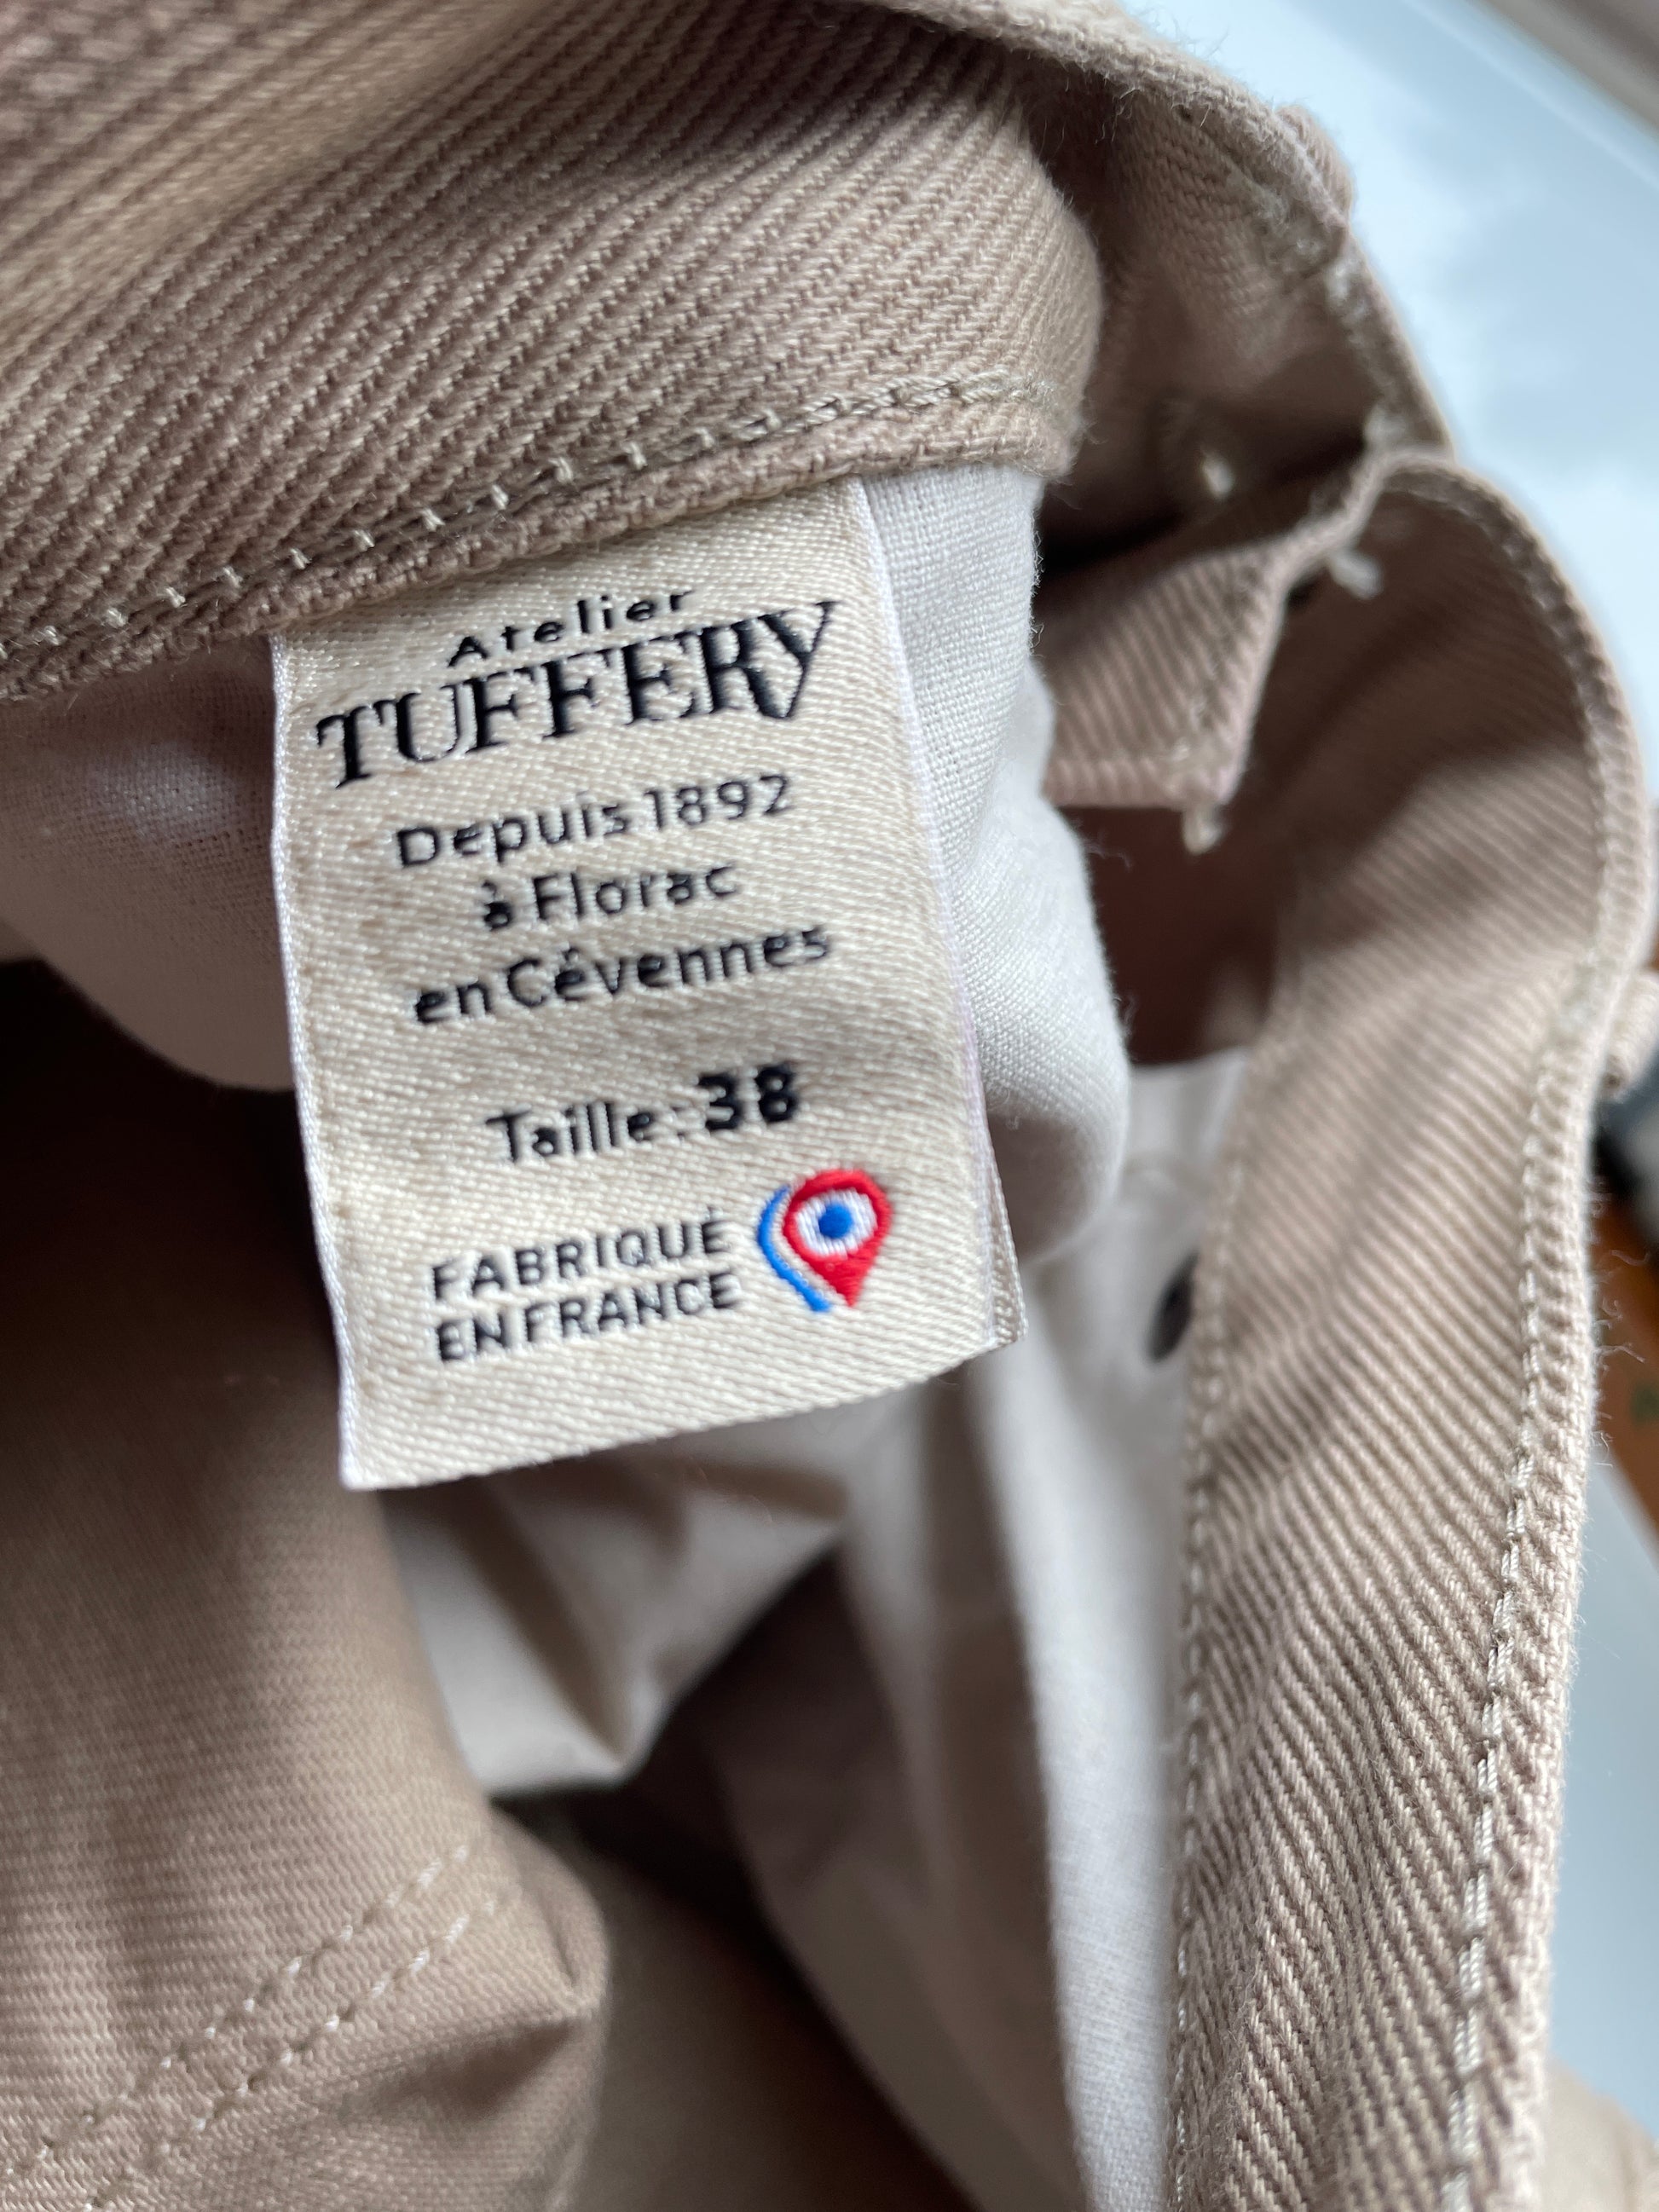 Atelier
TUFFERY
Depuis 1892
à Florac
en Cévennes
Taille: 38
FABRIQUÉ
EN FRANCE